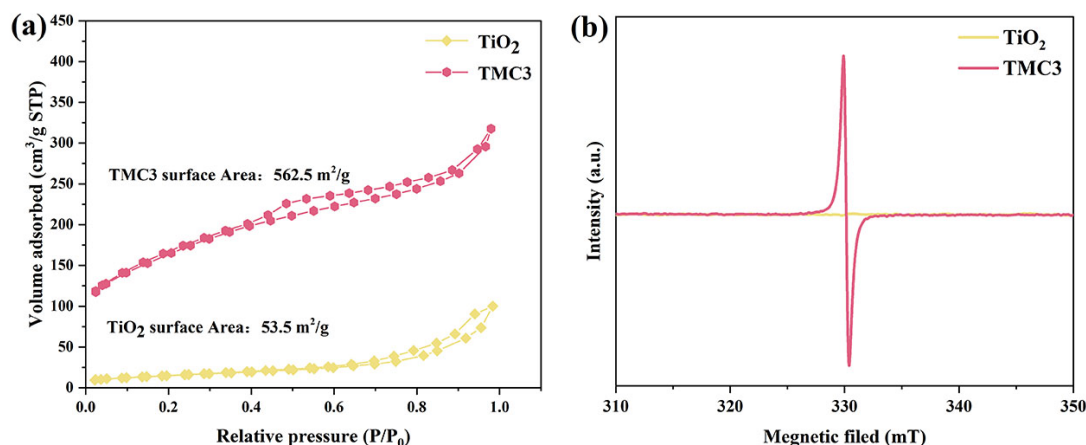 (a)
TiO2
TMC3
TMC3 surface Area：562.5 m²/g
TiO2 surface Area：53.5 m²/g
Volume adsorbed (cm³/g STP)
450
400
350
300
250
200
150
100
50
0
0.0 0.2 0.4 0.6 0.8 1.0
Relative pressure (P/P0)
(b)
TiO2
TMC3
Intensity (a.u.)
310 320 330 340 350
Megnetic filed (mT)